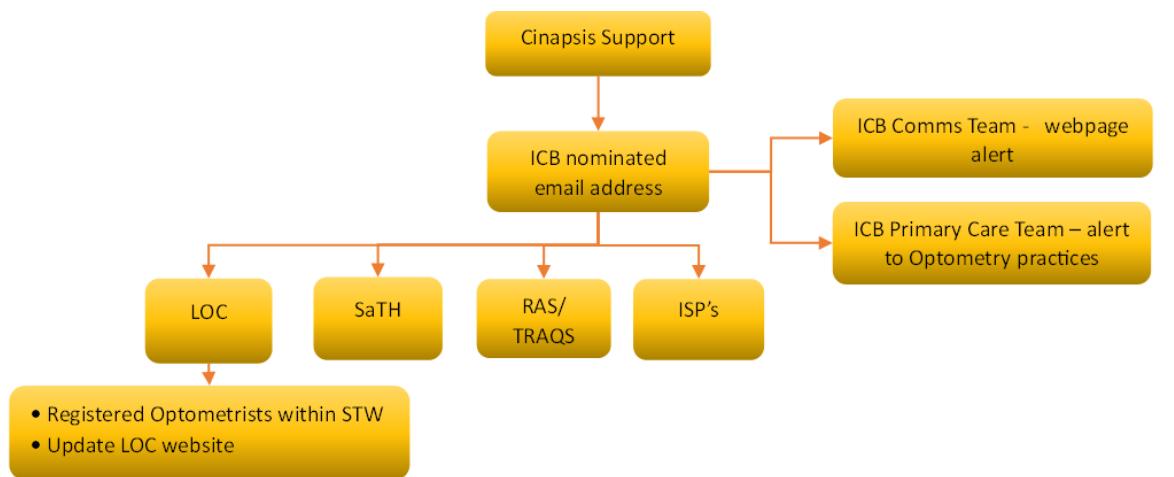 Cinapsis Support
ICB nominated
email address
ICB Comms Team - webpage
alert
ICB Primary Care Team – alert
to Optometry practices
LOC
SaTH
RAS/
TRAQS
ISP's
• Registered Optometrists within STW
• Update LOC website